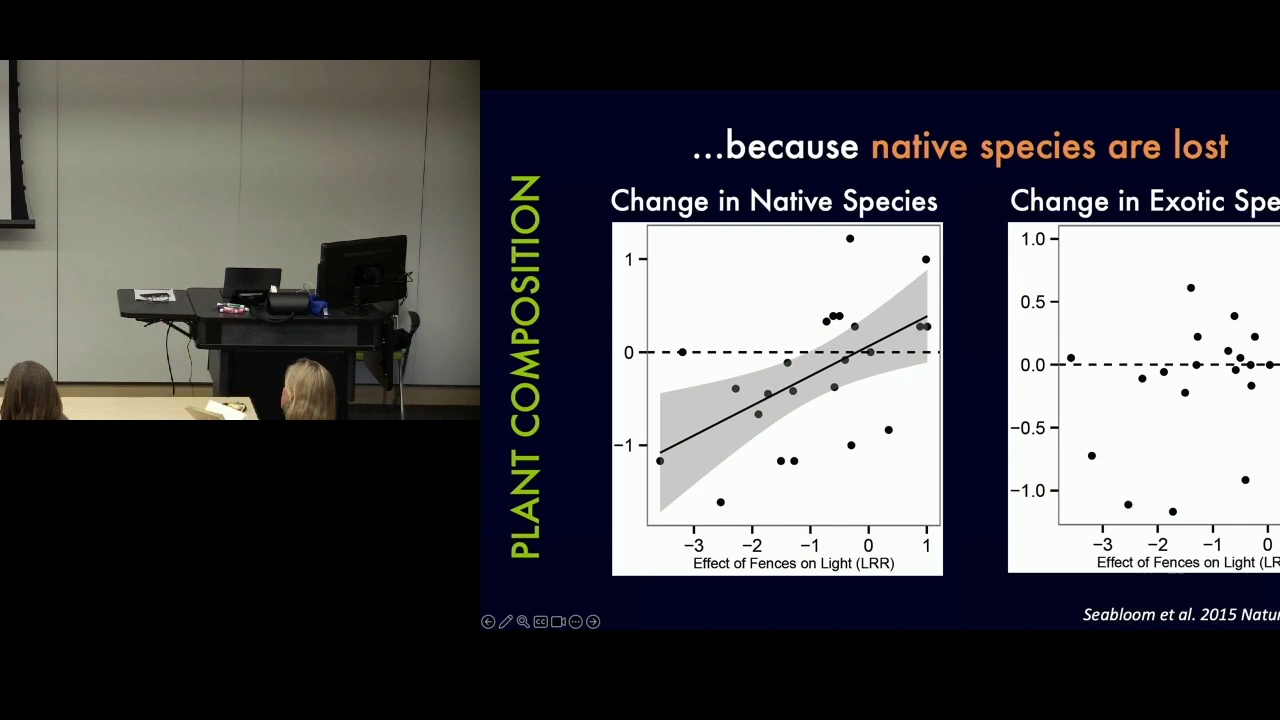 ...because native species are lost
PLANT COMPOSITION
Change in Native Species
1
0
−1
−3 −2 −1 0 1
Effect of Fences on Light (LRR)
Change in Exotic Spe
1.0
0.5
0.0
−0.5
−1.0
−3 −2 −1 0
Effect of Fences on Light (LR
Seabloom et al. 2015 Natu
CC